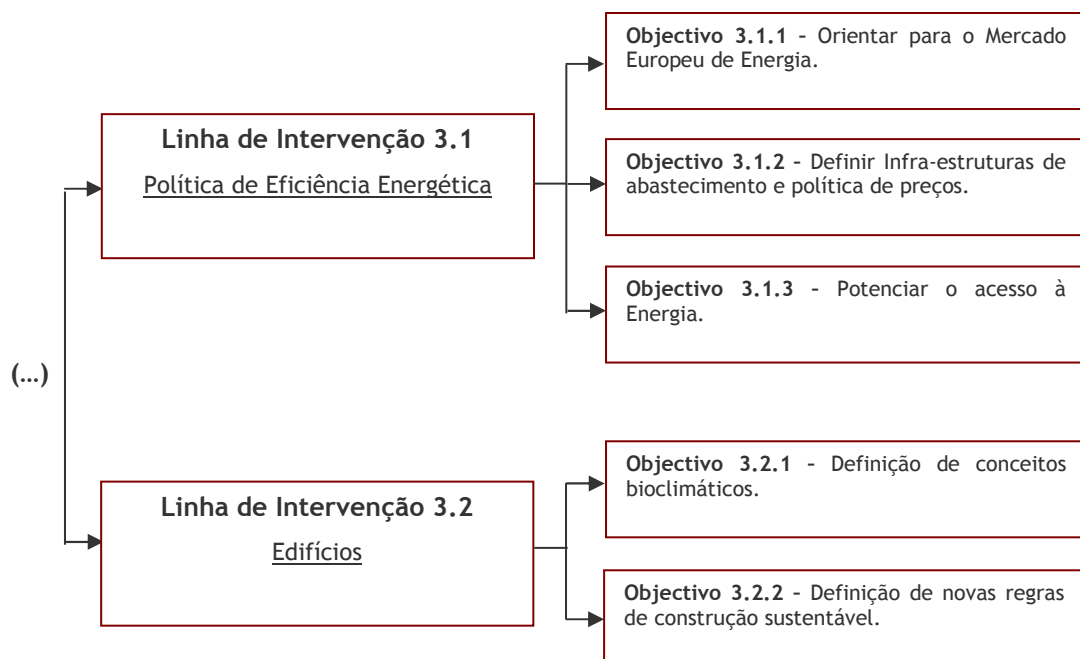 Objectivo 3.1.1 – Orientar para o Mercado
Europeu de Energia.
Linha de Intervenção 3.1
Política de Eficiência Energética
Objectivo 3.1.2 – Definir Infra-estruturas de
abastecimento e política de preços.
Objectivo 3.1.3 – Potenciar o acesso à
Energia.
(…)
Linha de Intervenção 3.2
Edifícios
Objectivo 3.2.1 – Definição de conceitos
bioclimáticos.
Objectivo 3.2.2 – Definição de novas regras
de construção sustentável.